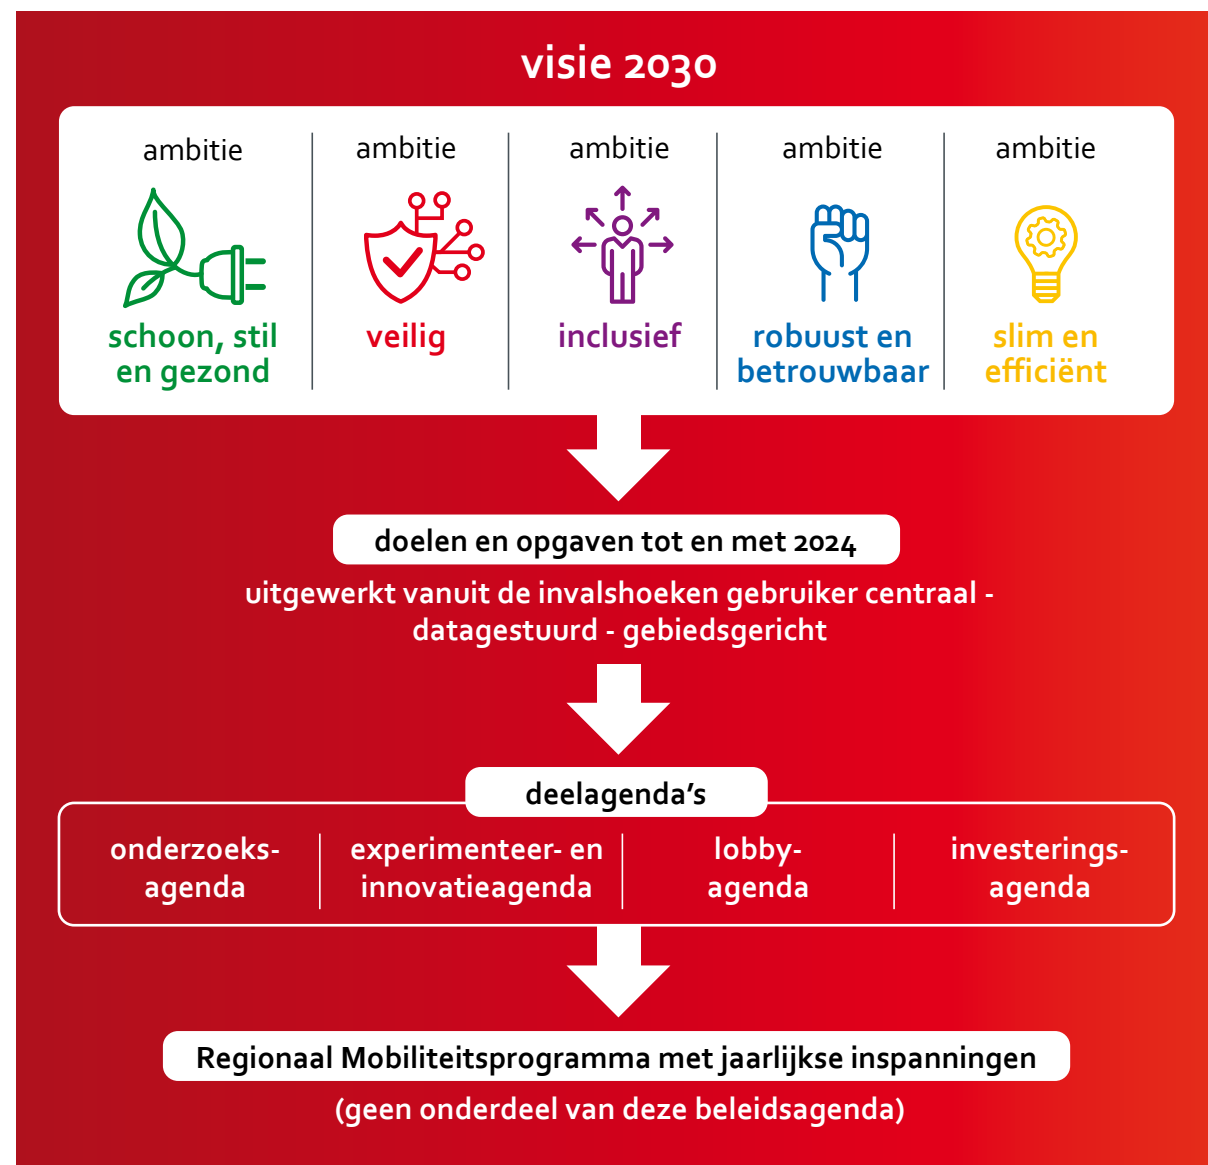 visie 2030
ambitie
schoon, stil
en gezond
ambitie
veilig
ambitie
inclusief
ambitie
robuust en
betrouwbaar
ambitie
slim en
efficiënt
doelen en opgaven tot en met 2024
uitgewerkt vanuit de invalshoeken gebruiker centraal -
datagestuurd - gebiedsgericht
deelagenda’s
onderzoeks-
agenda
experimenteer- en
innovatieagenda
lobby-
agenda
investerings-
agenda
Regionaal Mobiliteitsprogramma met jaarlijkse inspanningen
(geen onderdeel van deze beleidsagenda)